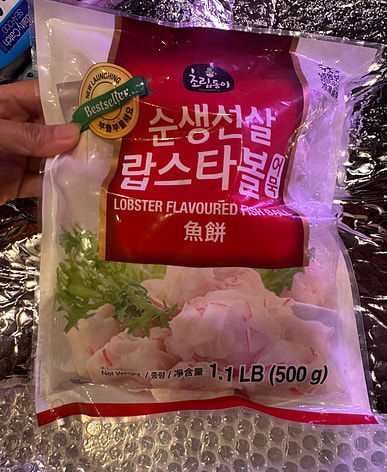 초립동이
NEW LAUNCHING
Bestseller
순생선살
랍스타볼
어묵
LOBSTER FLAVOURED FISH BALL
魚餅
Net Weight / 중량 / 淨含量: 1.1 LB (500 g)